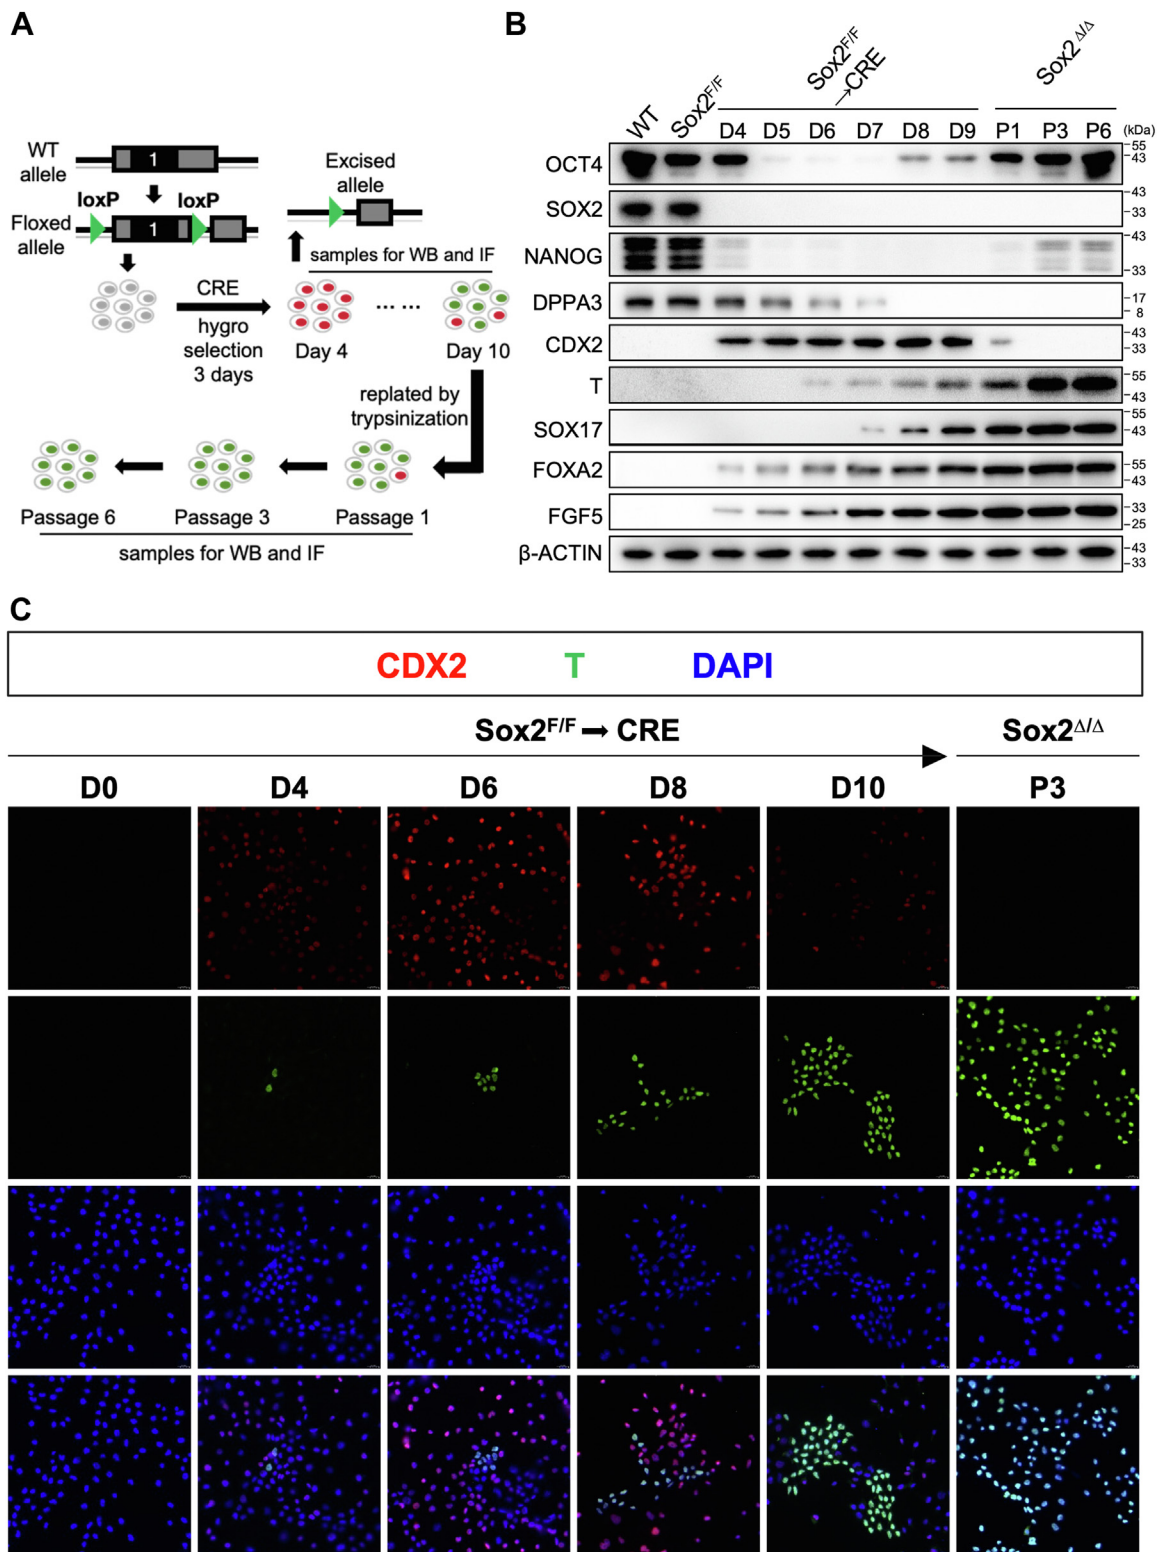 A
WT
allele
1
loxP
loxP
Floxed
allele
1
Excised
allele
samples for WB and IF
CRE
hygro
selection
3 days
... ...
Day 4
Day 10
replated by
trypsinization
Passage 6
Passage 3
Passage 1
samples for WB and IF
B
WT
Sox2F/F
Sox2F/F
→CRE
Sox2Δ/Δ
D4 D5 D6 D7 D8 D9 P1 P3 P6 (kDa)
OCT4
55
43
SOX2
43
33
NANOG
43
33
DPPA3
17
8
CDX2
43
33
T
55
43
SOX17
55
43
FOXA2
55
43
FGF5
33
25
β-ACTIN
43
33
C
CDX2 T DAPI
Sox2F/F → CRE Sox2Δ/Δ
D0 D4 D6 D8 D10 P3